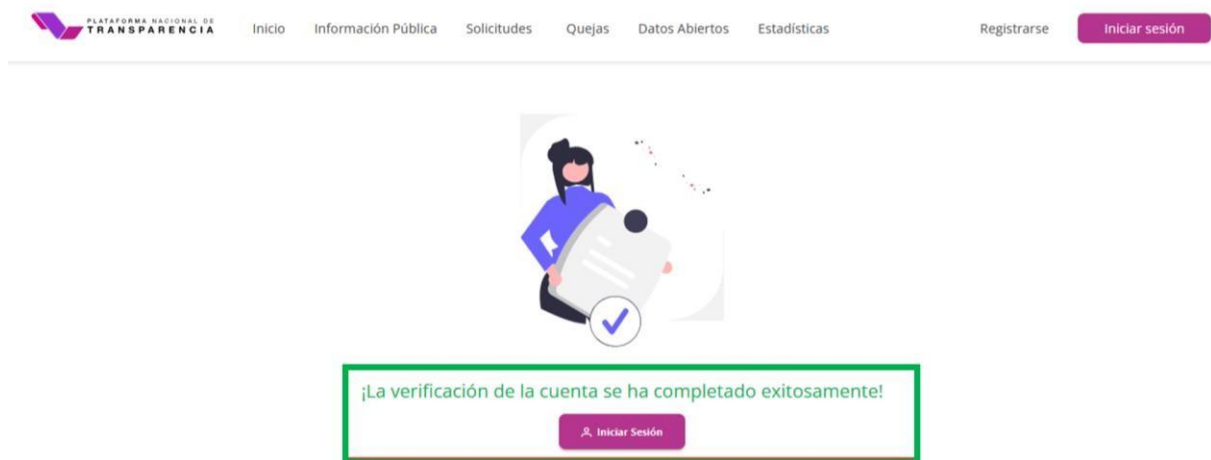 PLATAFORMA NACIONAL DE
TRANSPARENCIA
Inicio Información Pública Solicitudes Quejas Datos Abiertos Estadísticas Registrarse Iniciar sesión
¡La verificación de la cuenta se ha completado exitosamente!
Iniciar Sesión